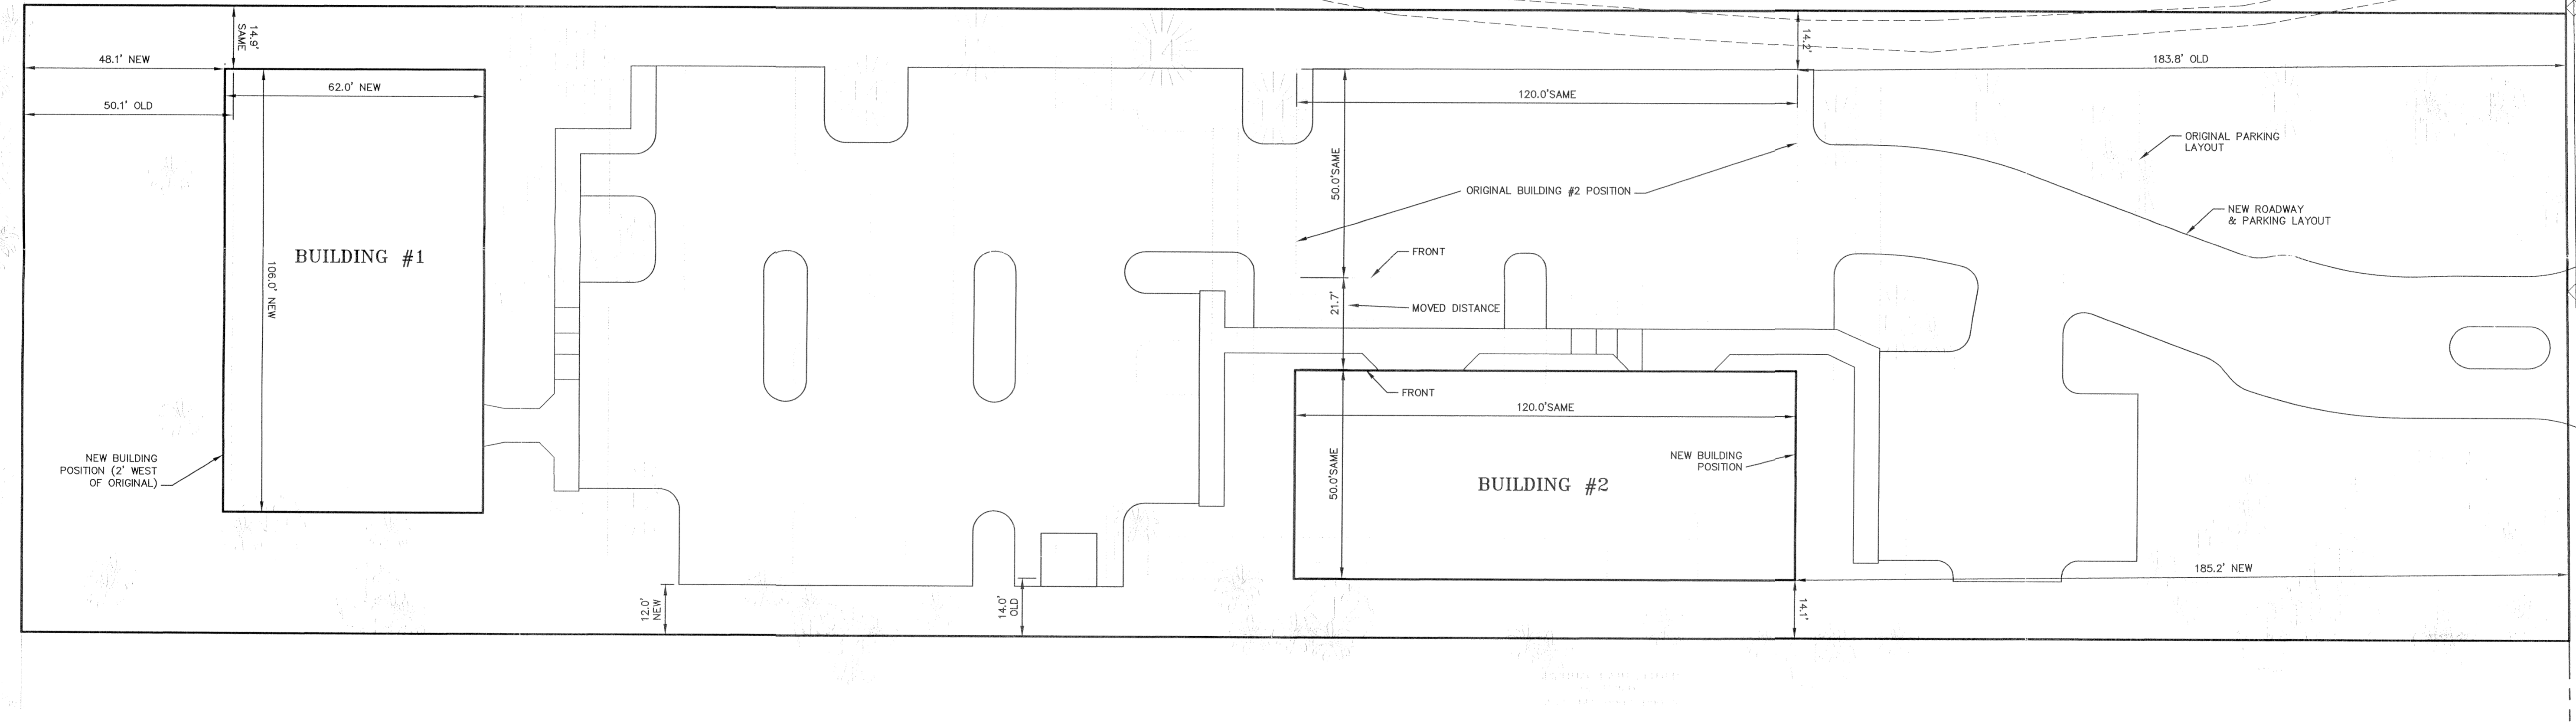 14.9'
SAME
48.1' NEW
50.1' OLD
62.0' NEW
106.0' NEW
BUILDING #1
NEW BUILDING
POSITION (2' WEST
OF ORIGINAL)
12.0'
NEW
14.0'
OLD
14.2'
183.8' OLD
120.0'SAME
50.0'SAME
ORIGINAL BUILDING #2 POSITION
FRONT
21.7'
MOVED DISTANCE
FRONT
120.0'SAME
50.0'SAME
BUILDING #2
NEW BUILDING
POSITION
14.1'
185.2' NEW
ORIGINAL PARKING
LAYOUT
NEW ROADWAY
& PARKING LAYOUT